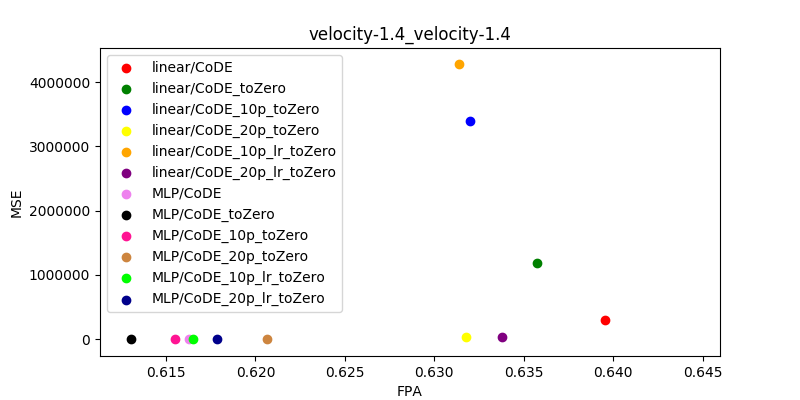 velocity-1.4_velocity-1.4
linear/CoDE
linear/CoDE_toZero
linear/CoDE_10p_toZero
linear/CoDE_20p_toZero
linear/CoDE_10p_lr_toZero
linear/CoDE_20p_lr_toZero
MLP/CoDE
MLP/CoDE_toZero
MLP/CoDE_10p_toZero
MLP/CoDE_20p_toZero
MLP/CoDE_10p_lr_toZero
MLP/CoDE_20p_lr_toZero
MSE
4000000
3000000
2000000
1000000
0
0.615 0.620 0.625 0.630 0.635 0.640 0.645
FPA